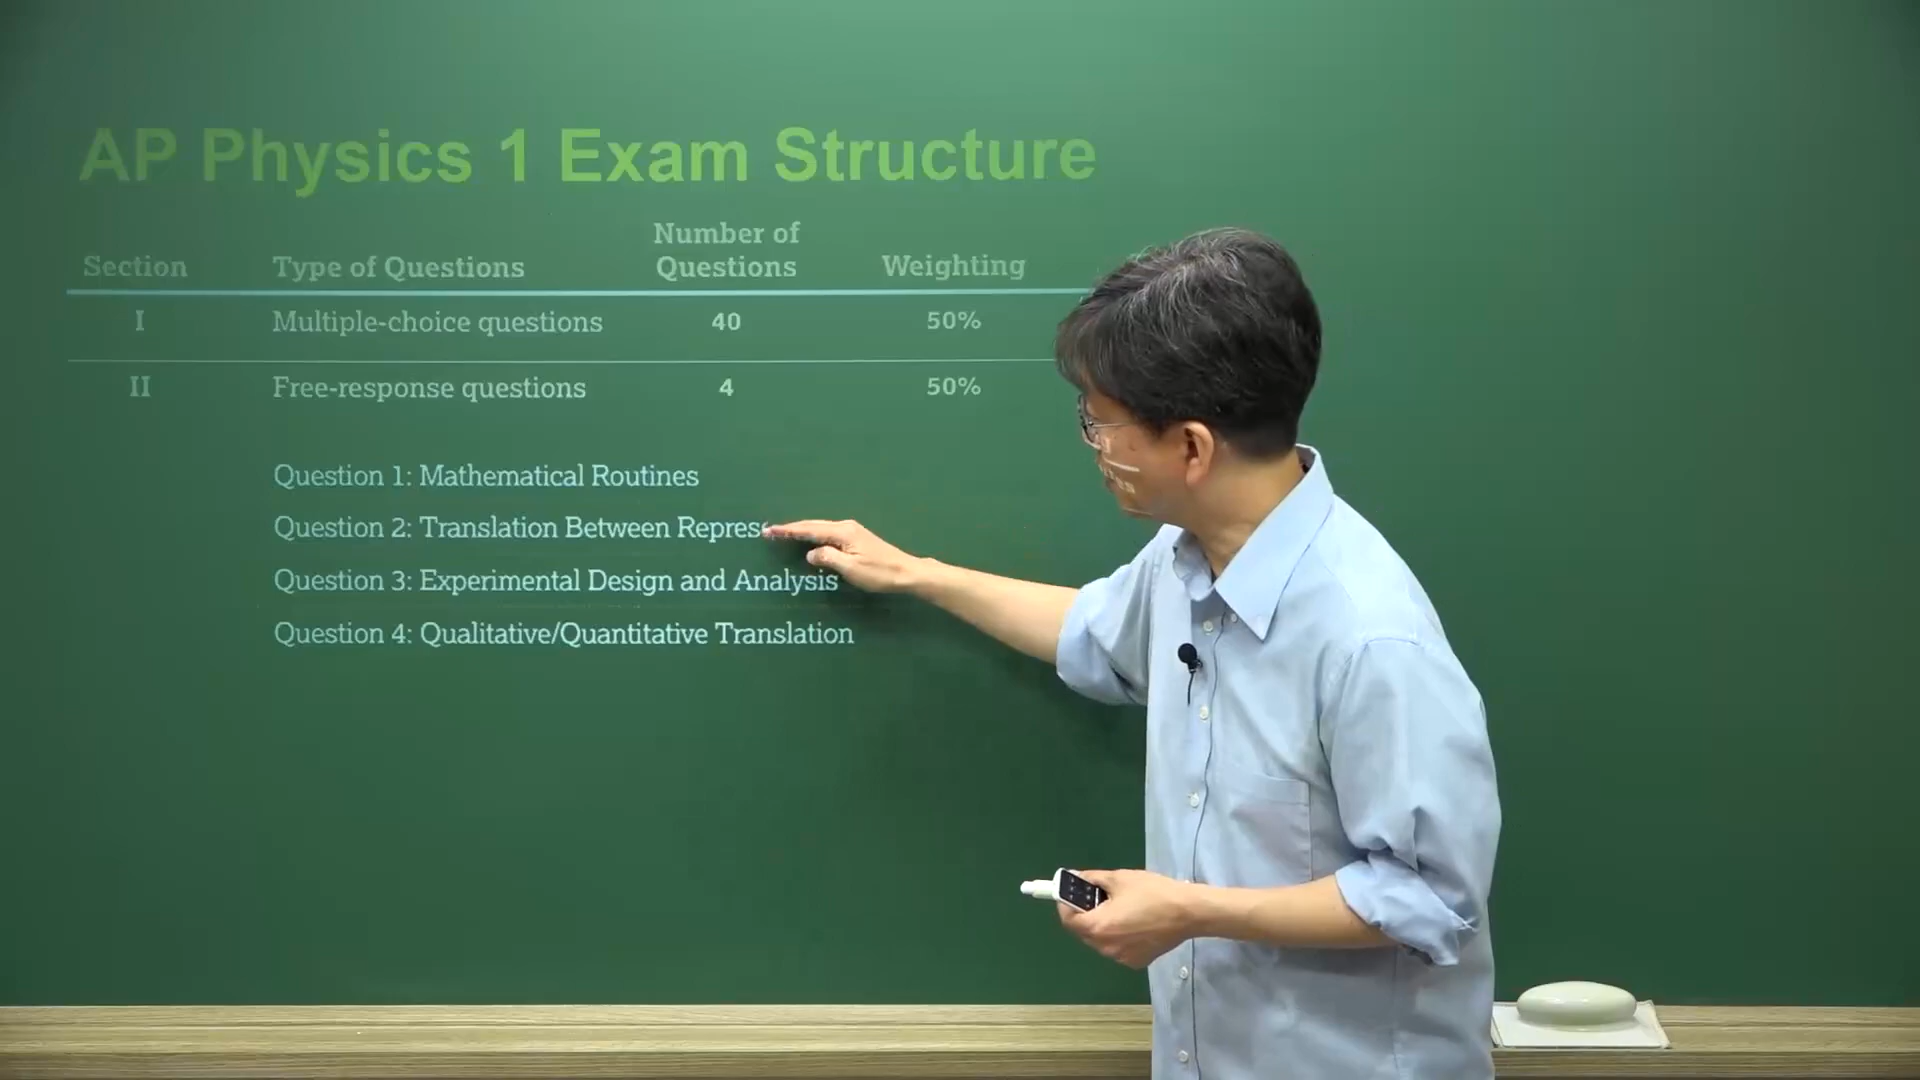 AP Physics 1 Exam Structure
Section Type of Questions Number of Questions Weighting
I Multiple-choice questions 40 50%
II Free-response questions 4 50%
Question 1: Mathematical Routines
Question 2: Translation Between
Question 3: Experimental Design and Analysis
Question 4: Qualitative/Quantitative Translation